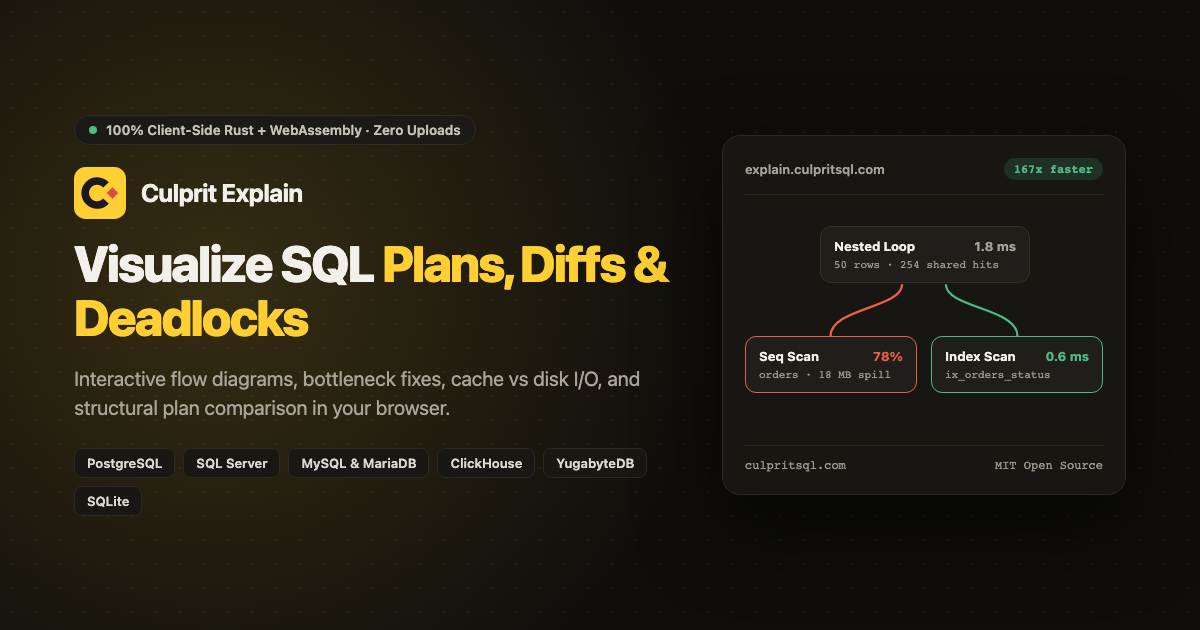 100% Client-Side Rust + WebAssembly · Zero Uploads
Culprit Explain
Visualize SQL Plans, Diffs &
Deadlocks
Interactive flow diagrams, bottleneck fixes, cache vs disk I/O, and
structural plan comparison in your browser.
PostgreSQL SQL Server MySQL & MariaDB ClickHouse YugabyteDB
SQLite
explain.culpritsql.com 167x faster
Nested Loop 1.8 ms
50 rows · 254 shared hits
Seq Scan 78%
orders · 18 MB spill
Index Scan 0.6 ms
ix_orders_status
culpritsql.com MIT Open Source